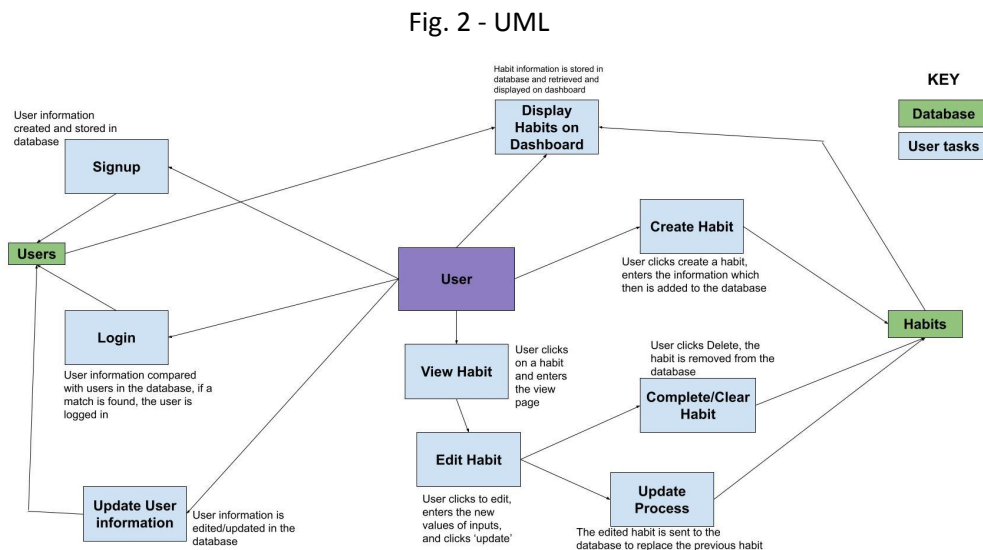 Fig. 2 - UML
Habit information is stored in
database and retrieved and
displayed on dashboard
Display
Habits on
Dashboard
KEY
Database
User tasks
User information
created and stored in
database
Signup
Users
User
Create Habit
User clicks create a habit,
enters the information which
then is added to the database
Habits
Login
User information compared
with users in the database, if a
match is found, the user is
logged in
View Habit
User clicks
on a habit
and enters
the view
page
User clicks Delete, the
habit is removed from the
database
Complete/Clear
Habit
Edit Habit
User clicks to edit,
enters the new
values of inputs,
and clicks ‘update’
Update
Process
The edited habit is sent to the
database to replace the previous habit
Update User
information
User information is
edited/updated in the
database